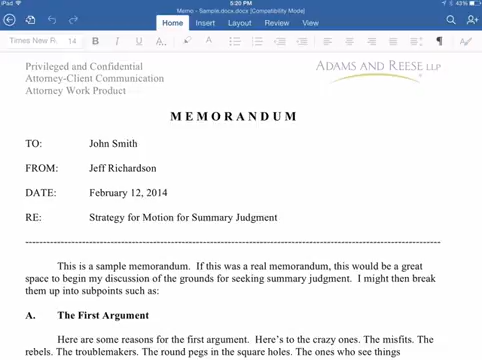 iPad
5:20 PM
43%
Memo - Sample.docx.docx [Compatibility Mode]
Home Insert Layout Review View
Times New R. 14 B I U A
Privileged and Confidential
Attorney-Client Communication
Attorney Work Product
ADAMS AND REESE LLP
MEMORANDUM
TO: John Smith
FROM: Jeff Richardson
DATE: February 12, 2014
RE: Strategy for Motion for Summary Judgment
This is a sample memorandum. If this was a real memorandum, this would be a great
space to begin my discussion of the grounds for seeking summary judgment. I might then break
them up into subpoints such as:
A. The First Argument
Here are some reasons for the first argument. Here's to the crazy ones. The misfits. The
rebels. The troublemakers. The round pegs in the square holes. The ones who see things